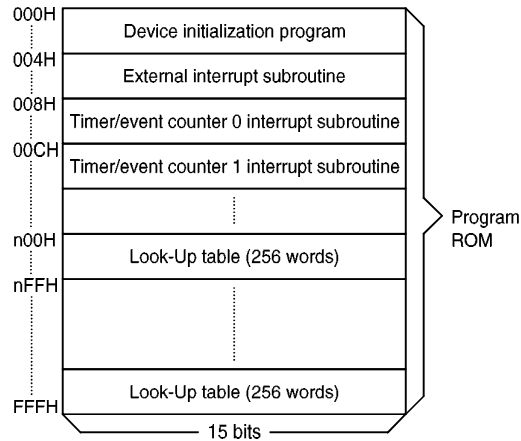 000H
Device initialization program
004H
External interrupt subroutine
008H
Timer/event counter 0 interrupt subroutine
00CH
Timer/event counter 1 interrupt subroutine
Program
ROM
n00H
Look-Up table (256 words)
nFFH
Look-Up table (256 words)
FFFH
15 bits